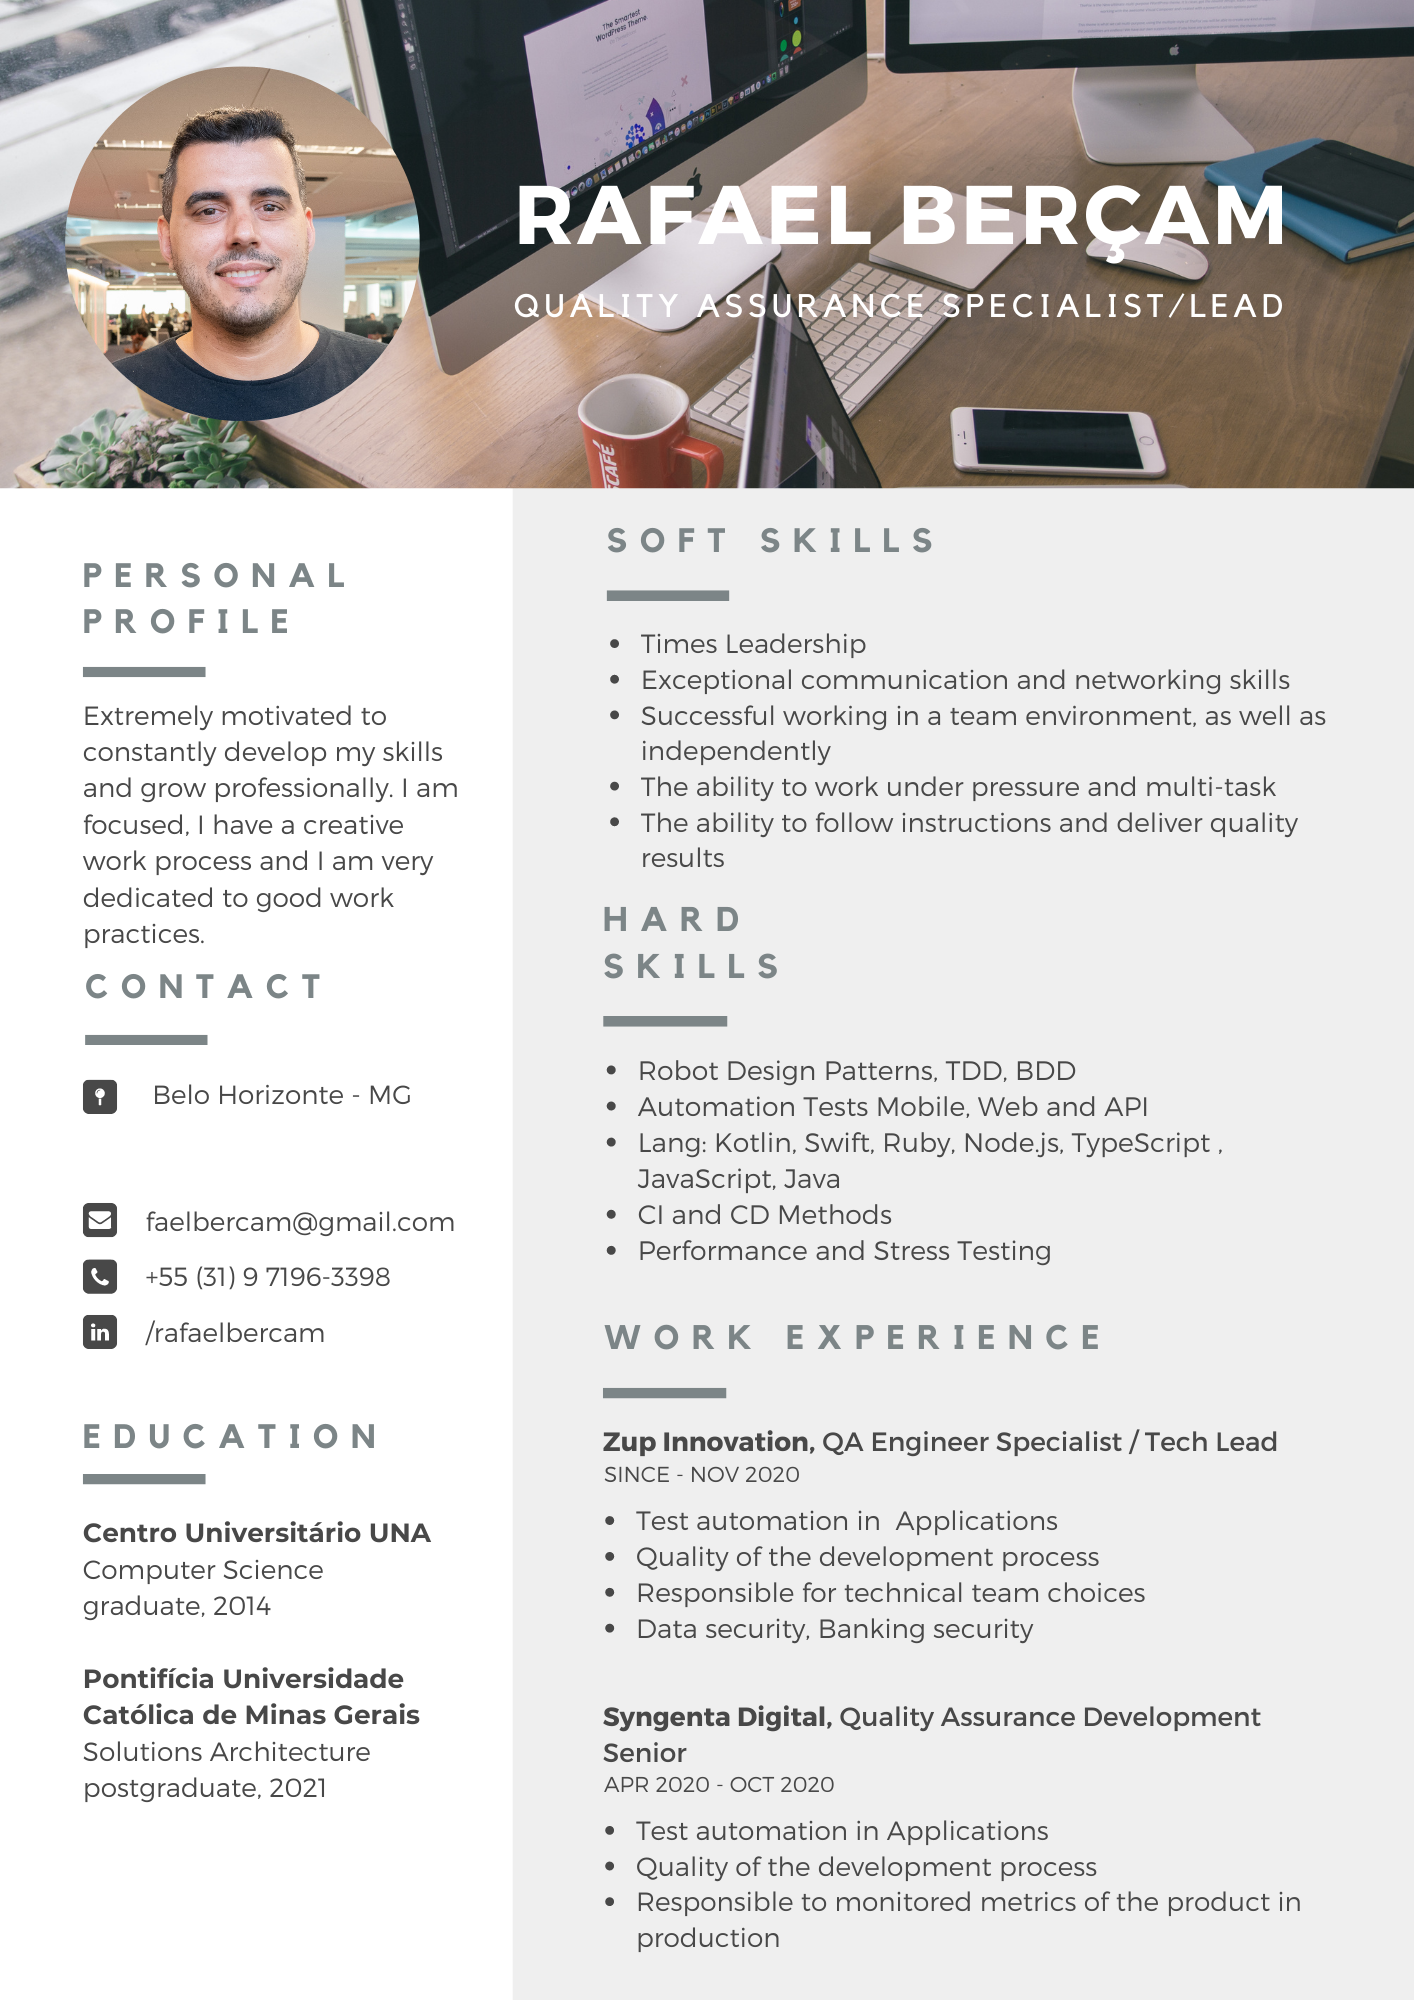 The Smartest
WordPress Theme
RAFAEL BERÇAM
QUALITY ASSURANCE SPECIALIST/LEAD
PERSONAL
PROFILE
Extremely motivated to
constantly develop my skills
and grow professionally. I am
focused, I have a creative
work process and I am very
dedicated to good work
practices.
CONTACT
Belo Horizonte - MG
faelbercam@gmail.com
+55 (31) 9 7196-3398
in /rafaelbercam
EDUCATION
Centro Universitário UNA
Computer Science
graduate, 2014
Pontifícia Universidade
Católica de Minas Gerais
Solutions Architecture
postgraduate, 2021
SOFT SKILLS
• Times Leadership
• Exceptional communication and networking skills
• Successful working in a team environment, as well as
independently
• The ability to work under pressure and multi-task
• The ability to follow instructions and deliver quality
results
HARD
SKILLS
• Robot Design Patterns, TDD, BDD
• Automation Tests Mobile, Web and API
• Lang: Kotlin, Swift, Ruby, Node.js, TypeScript ,
JavaScript, Java
• CI and CD Methods
• Performance and Stress Testing
WORK EXPERIENCE
Zup Innovation, QA Engineer Specialist / Tech Lead
SINCE - NOV 2020
• Test automation in  Applications
• Quality of the development process
• Responsible for technical team choices
• Data security, Banking security
Syngenta Digital, Quality Assurance Development
Senior
APR 2020 - OCT 2020
• Test automation in Applications
• Quality of the development process
• Responsible to monitored metrics of the product in
production